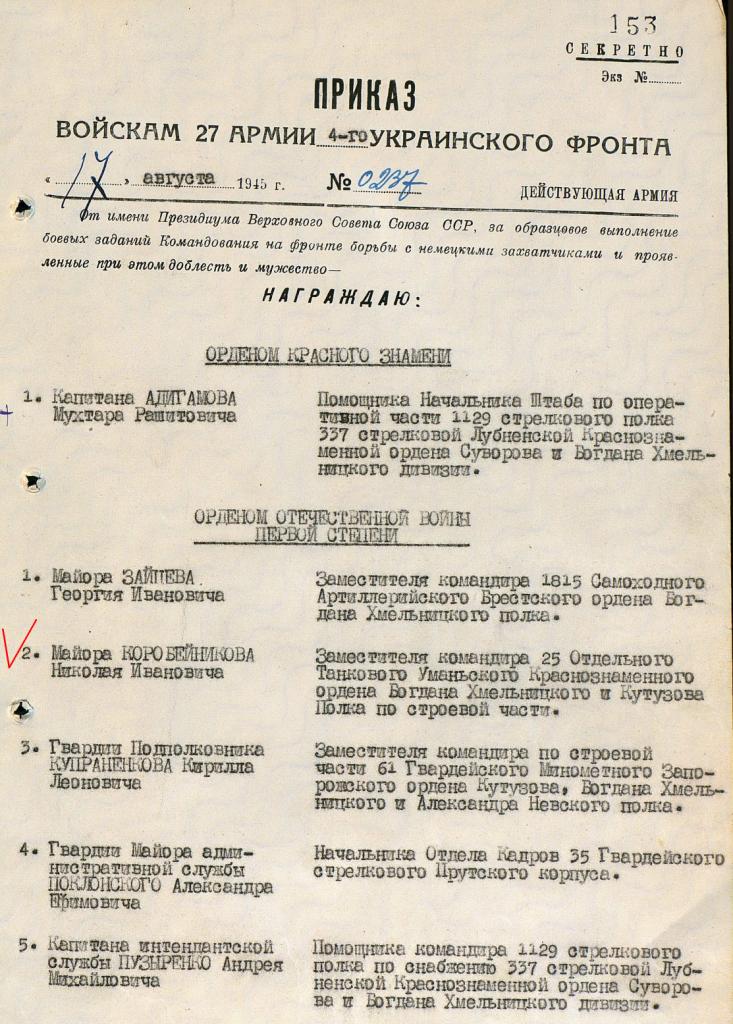 153
СЕКРЕТНО
Экз №
ПРИКАЗ
ВОЙСКАМ 27 АРМИИ 4-го УКРАИНСКОГО ФРОНТА
« 17 » августа 1945 г. № 0237 ДЕЙСТВУЮЩАЯ АРМИЯ
От имени Президиума Верховного Совета Союза ССР, за образцовое выполнение
боевых заданий Командования на фронте борьбы с немецкими захватчиками и прояв-
ленные при этом доблесть и мужество—
НАГРАЖДАЮ:
ОРДЕНОМ КРАСНОГО ЗНАМЕНИ
1. Капитана АДИГАМОВА
Мухтара Рашитовича
Помощника Начальника Штаба по опера-
тивной части 1129 стрелкового полка
337 стрелковой Лубненской Краснозна-
менной ордена Суворова и Богдана Хмель-
ницкого дивизии.
ОРДЕНОМ ОТЕЧЕСТВЕННОЙ ВОЙНЫ
ПЕРВОЙ СТЕПЕНИ
1. Майора ЗАЙЦЕВА
Георгия Ивановича
Заместителя командира 1815 Самоходного
Артиллерийского Брестского ордена Бог-
дана Хмельницкого полка.
2. Майора КОРОБЕЙНИКОВА
Николая Ивановича
Заместителя командира 25 Отдельного
Танкового Уманьского Краснознаменного
ордена Богдана Хмельницкого и Кутузова
Полка по строевой части.
3. Гвардии Подполковника
КУПРАНЕНКОВА Кирилла
Леоновича
Заместителя командира по строевой
части 61 Гвардейского Минометного Запо-
рожского ордена Кутузова, Богдана Хмель-
ницкого и Александра Невского полка.
4. Гвардии Майора адми-
нистративной службы
ПОКЛОНСКОГО Александра
Ефимовича
Начальника Отдела Кадров 35 Гвардейского
стрелкового Прутского корпуса.
5. Капитана интендантской
службы ПУЗЫРЕНКО Андрея
Михайловича
Помощника командира 1129 стрелкового
полка по снабжению 337 стрелковой Луб-
ненской Краснознаменной ордена Суворо-
ва и Богдана Хмельницкого дивизии.